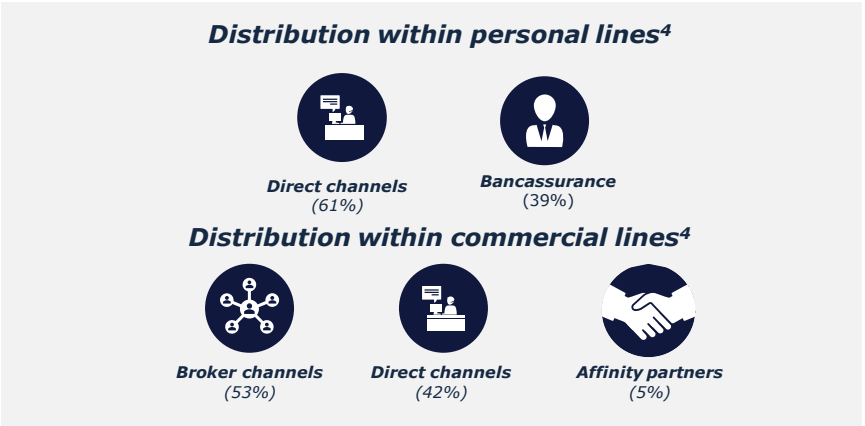 Distribution within personal lines⁴
Direct channels
(61%)
Bancassurance
(39%)
Distribution within commercial lines⁴
Broker channels
(53%)
Direct channels
(42%)
Affinity partners
(5%)